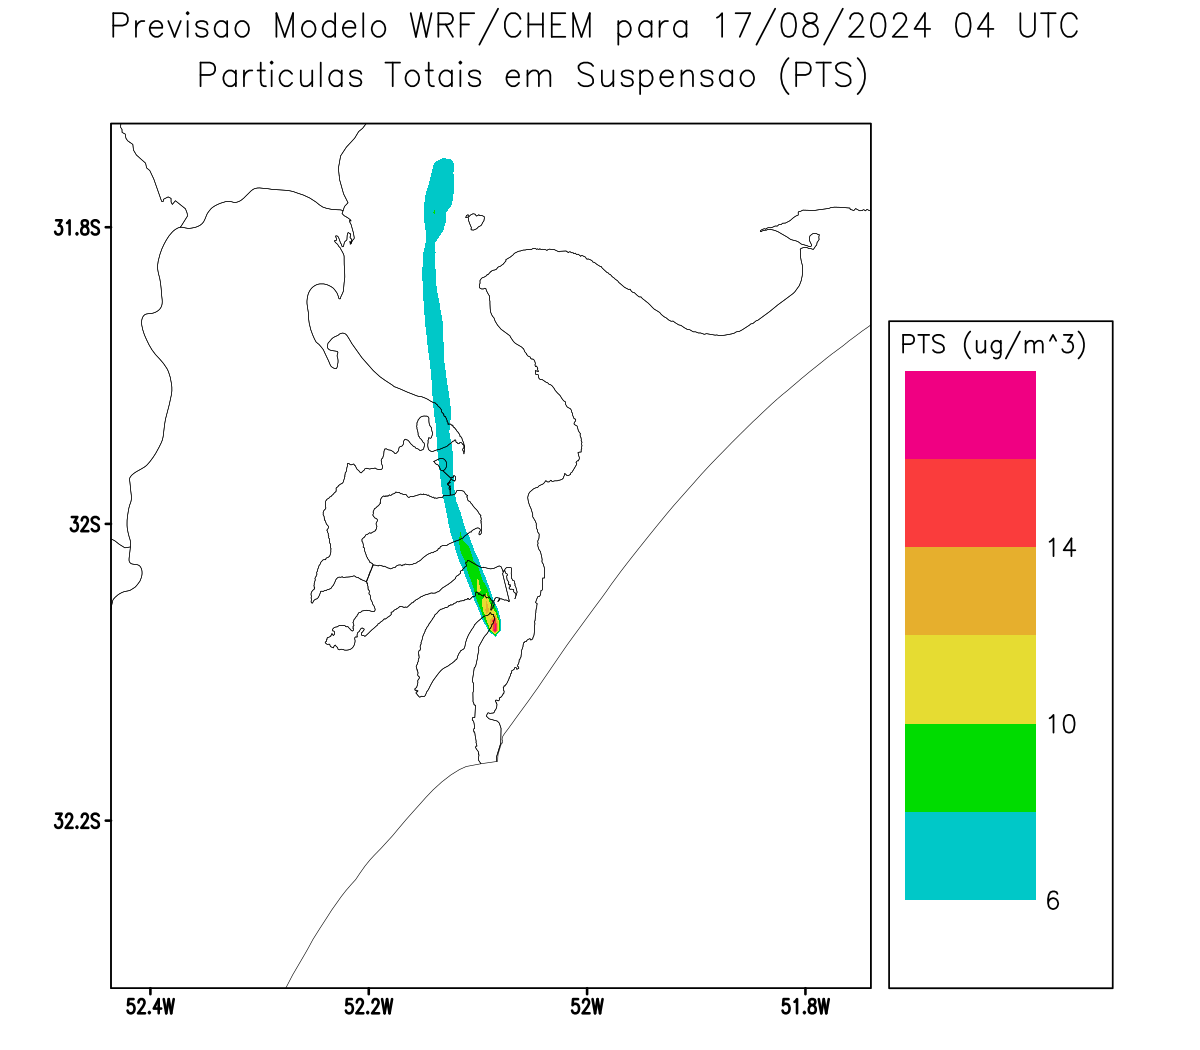 Previsao Modelo WRF/CHEM para 17/08/2024 04 UTC
Particulas Totais em Suspensao (PTS)
31.8S
32S
32.2S
52.4W
52.2W
52W
51.8W
PTS (ug/m^3)
14
10
6